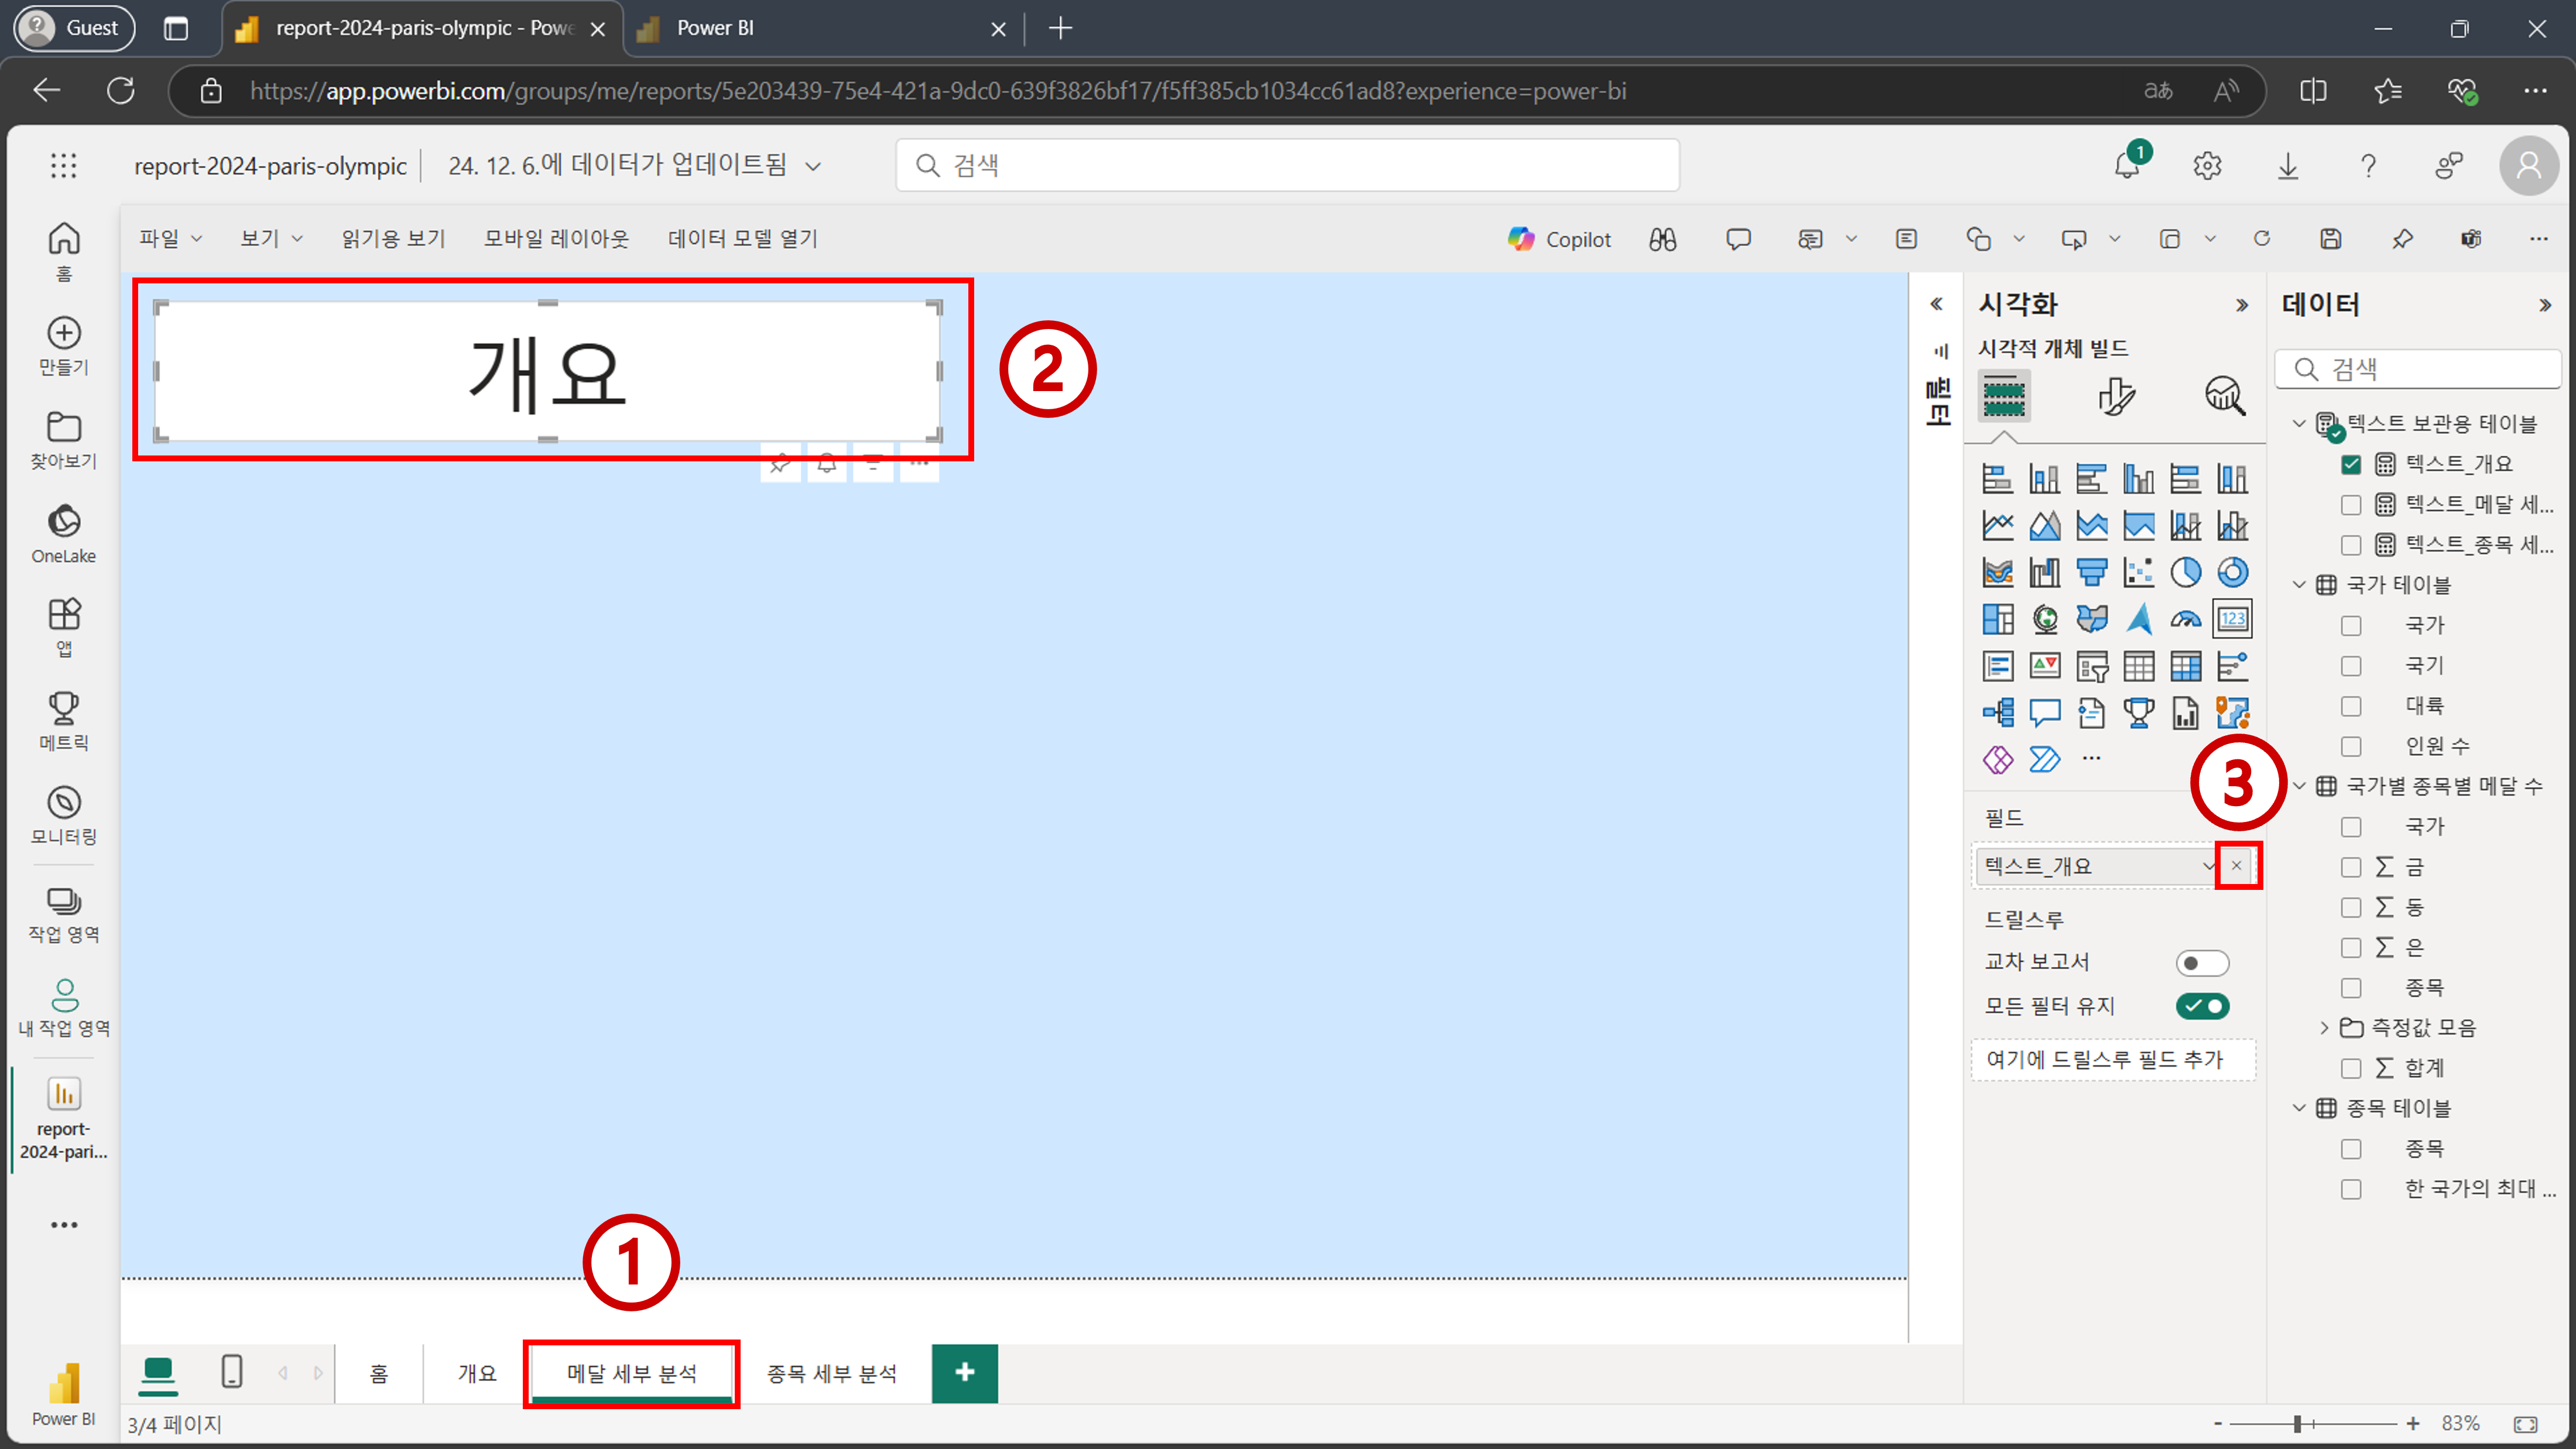 Guest
report-2024-paris-olympic - Powe
Power BI
https://app.powerbi.com/groups/me/reports/5e203439-75e4-421a-9dc0-639f3826bf17/f5ff385cb1034cc61ad8?experience=power-bi
report-2024-paris-olympic
24. 12. 6.에 데이터가 업데이트됨
검색
1
파일
보기
읽기용 보기
모바일 레이아웃
데이터 모델 열기
Copilot
홈
만들기
찾아보기
OneLake
앱
메트릭
모니터링
작업 영역
내 작업 영역
report-
2024-pari...
Power BI
개요
2
필터
시각화
시각적 개체 빌드
123
3
필드
텍스트_개요
드릴스루
교차 보고서
모든 필터 유지
여기에 드릴스루 필드 추가
데이터
검색
텍스트 보관용 테이블
텍스트_개요
텍스트_메달 세...
텍스트_종목 세...
국가 테이블
국가
국기
대륙
인원 수
국가별 종목별 메달 수
국가
금
동
은
종목
측정값 모음
합계
종목 테이블
종목
한 국가의 최대 ...
1
홈
개요
메달 세부 분석
종목 세부 분석
3/4 페이지
83%